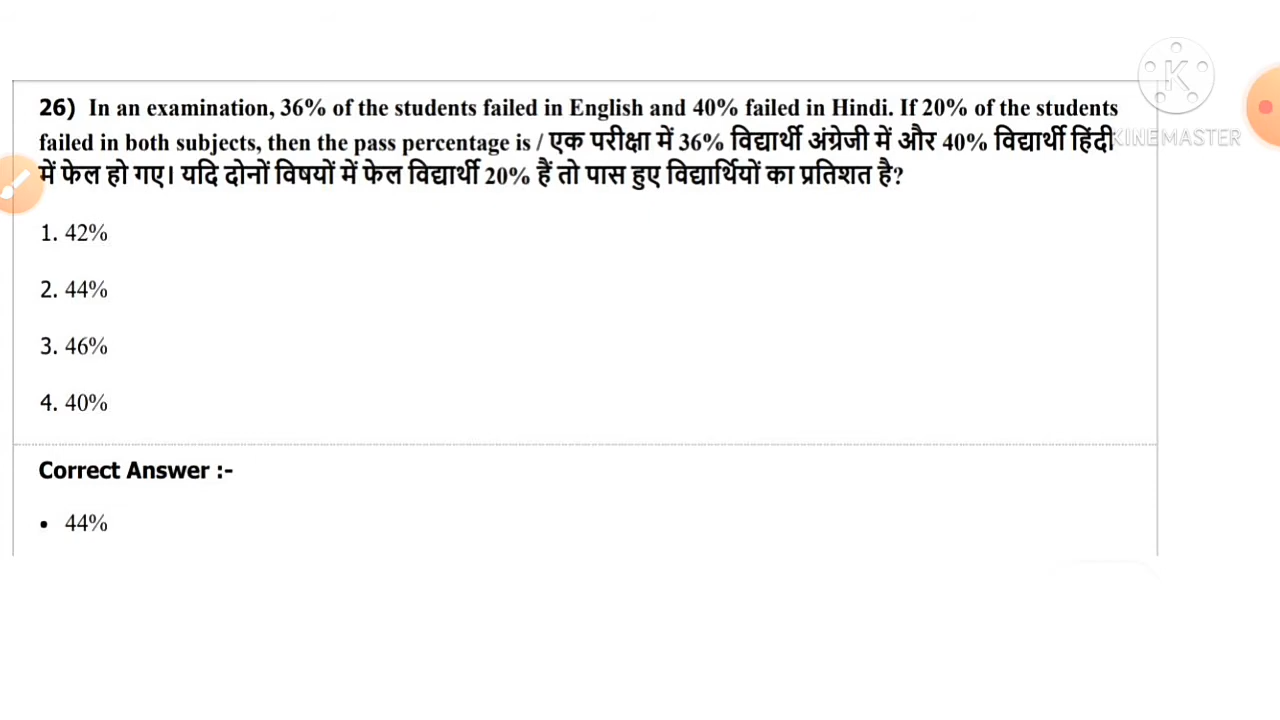 26) In an examination, 36% of the students failed in English and 40% failed in Hindi. If 20% of the students
failed in both subjects, then the pass percentage is / एक परीक्षा में 36% विद्यार्थी अंग्रेजी में और 40% विद्यार्थी हिंदी
में फेल हो गए। यदि दोनों विषयों में फेल विद्यार्थी 20% हैं तो पास हुए विद्यार्थियों का प्रतिशत है?
K
KINEMASTER
1. 42%
2. 44%
3. 46%
4. 40%
Correct Answer :-
• 44%